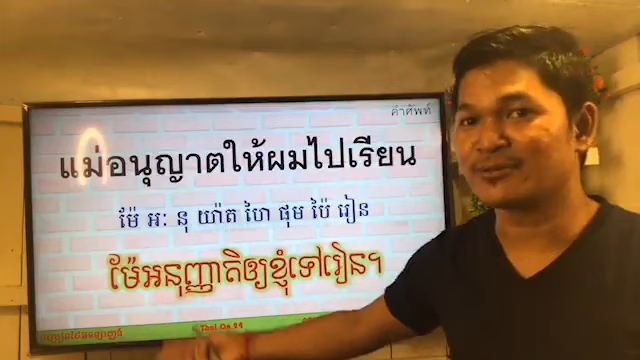 คำศัพท์
แม่อนุญาตให้ผมไปเรียน
ម៉ែ អៈ នុ យ៉ាត ហៃ ផុម ប៉ៃ រៀន
ម៉ែអនុញ្ញាតិឲ្យខ្ញុំទៅរៀន។